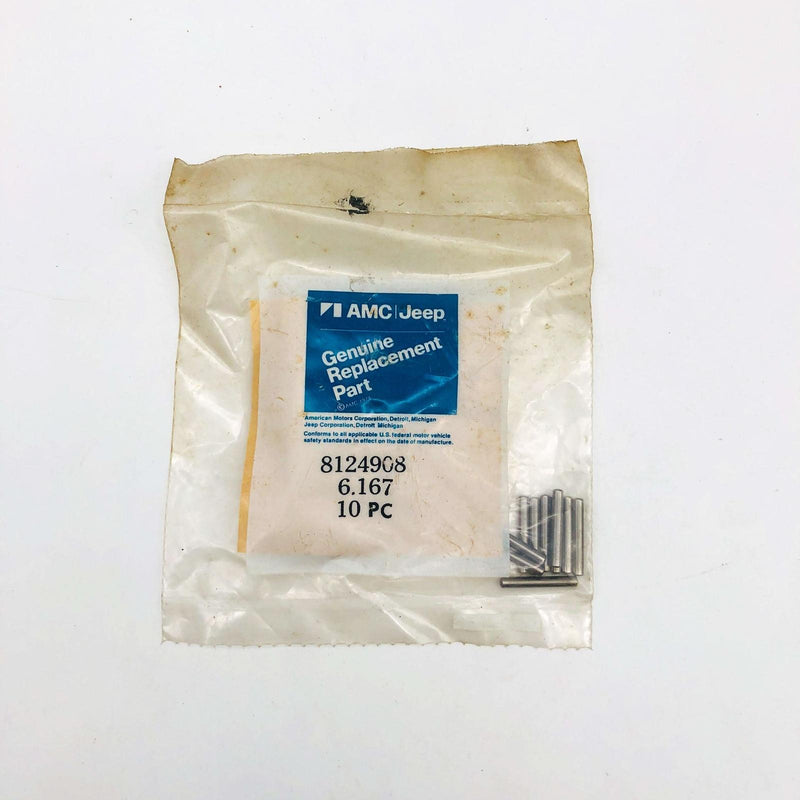 AMC | Jeep
Genuine
Replacement
Part
American Motors Corporation, Detroit, Michigan
Jeep Corporation, Detroit Michigan
Conforms to all applicable U.S. federal motor vehicle
safety standards in effect on the date of manufacture.
8124908
6.167
10 PC